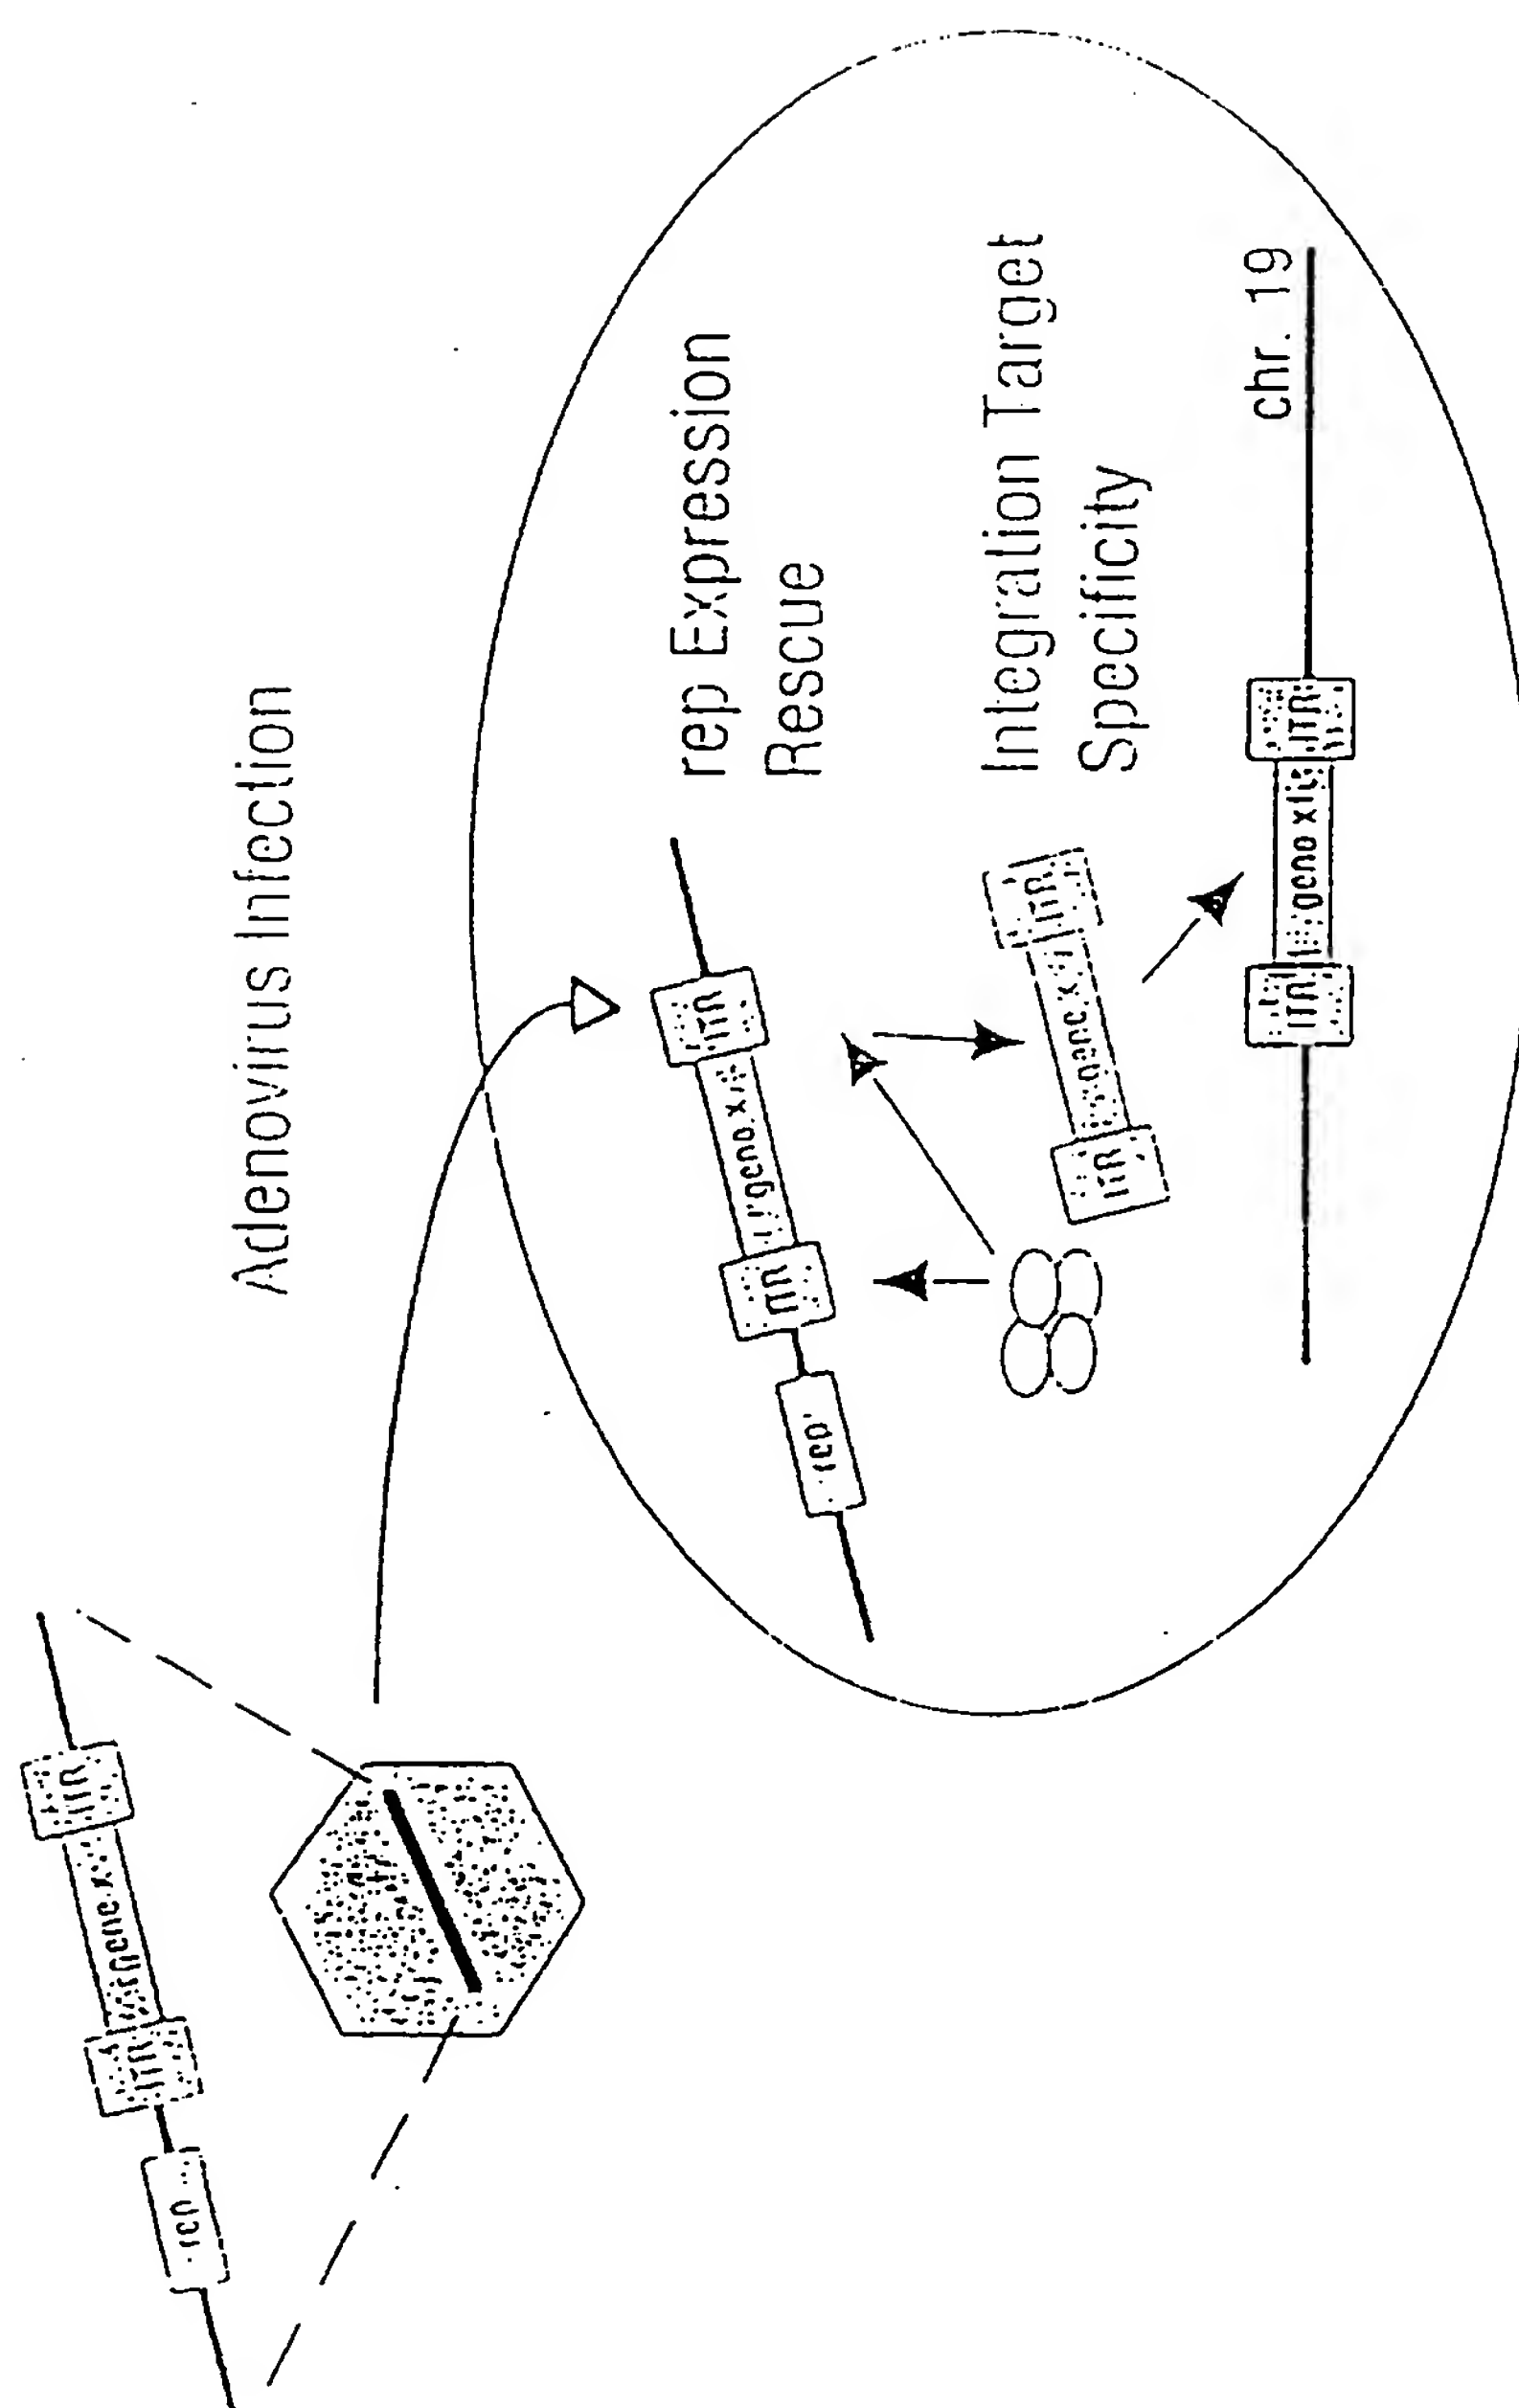 ITR
ITR
Adenovirus Infection
rep Expression
Rescue
ITR
ITR
rep
Integration Target
Specificity
ITR
ITR
chr. 19
ITR
ITR